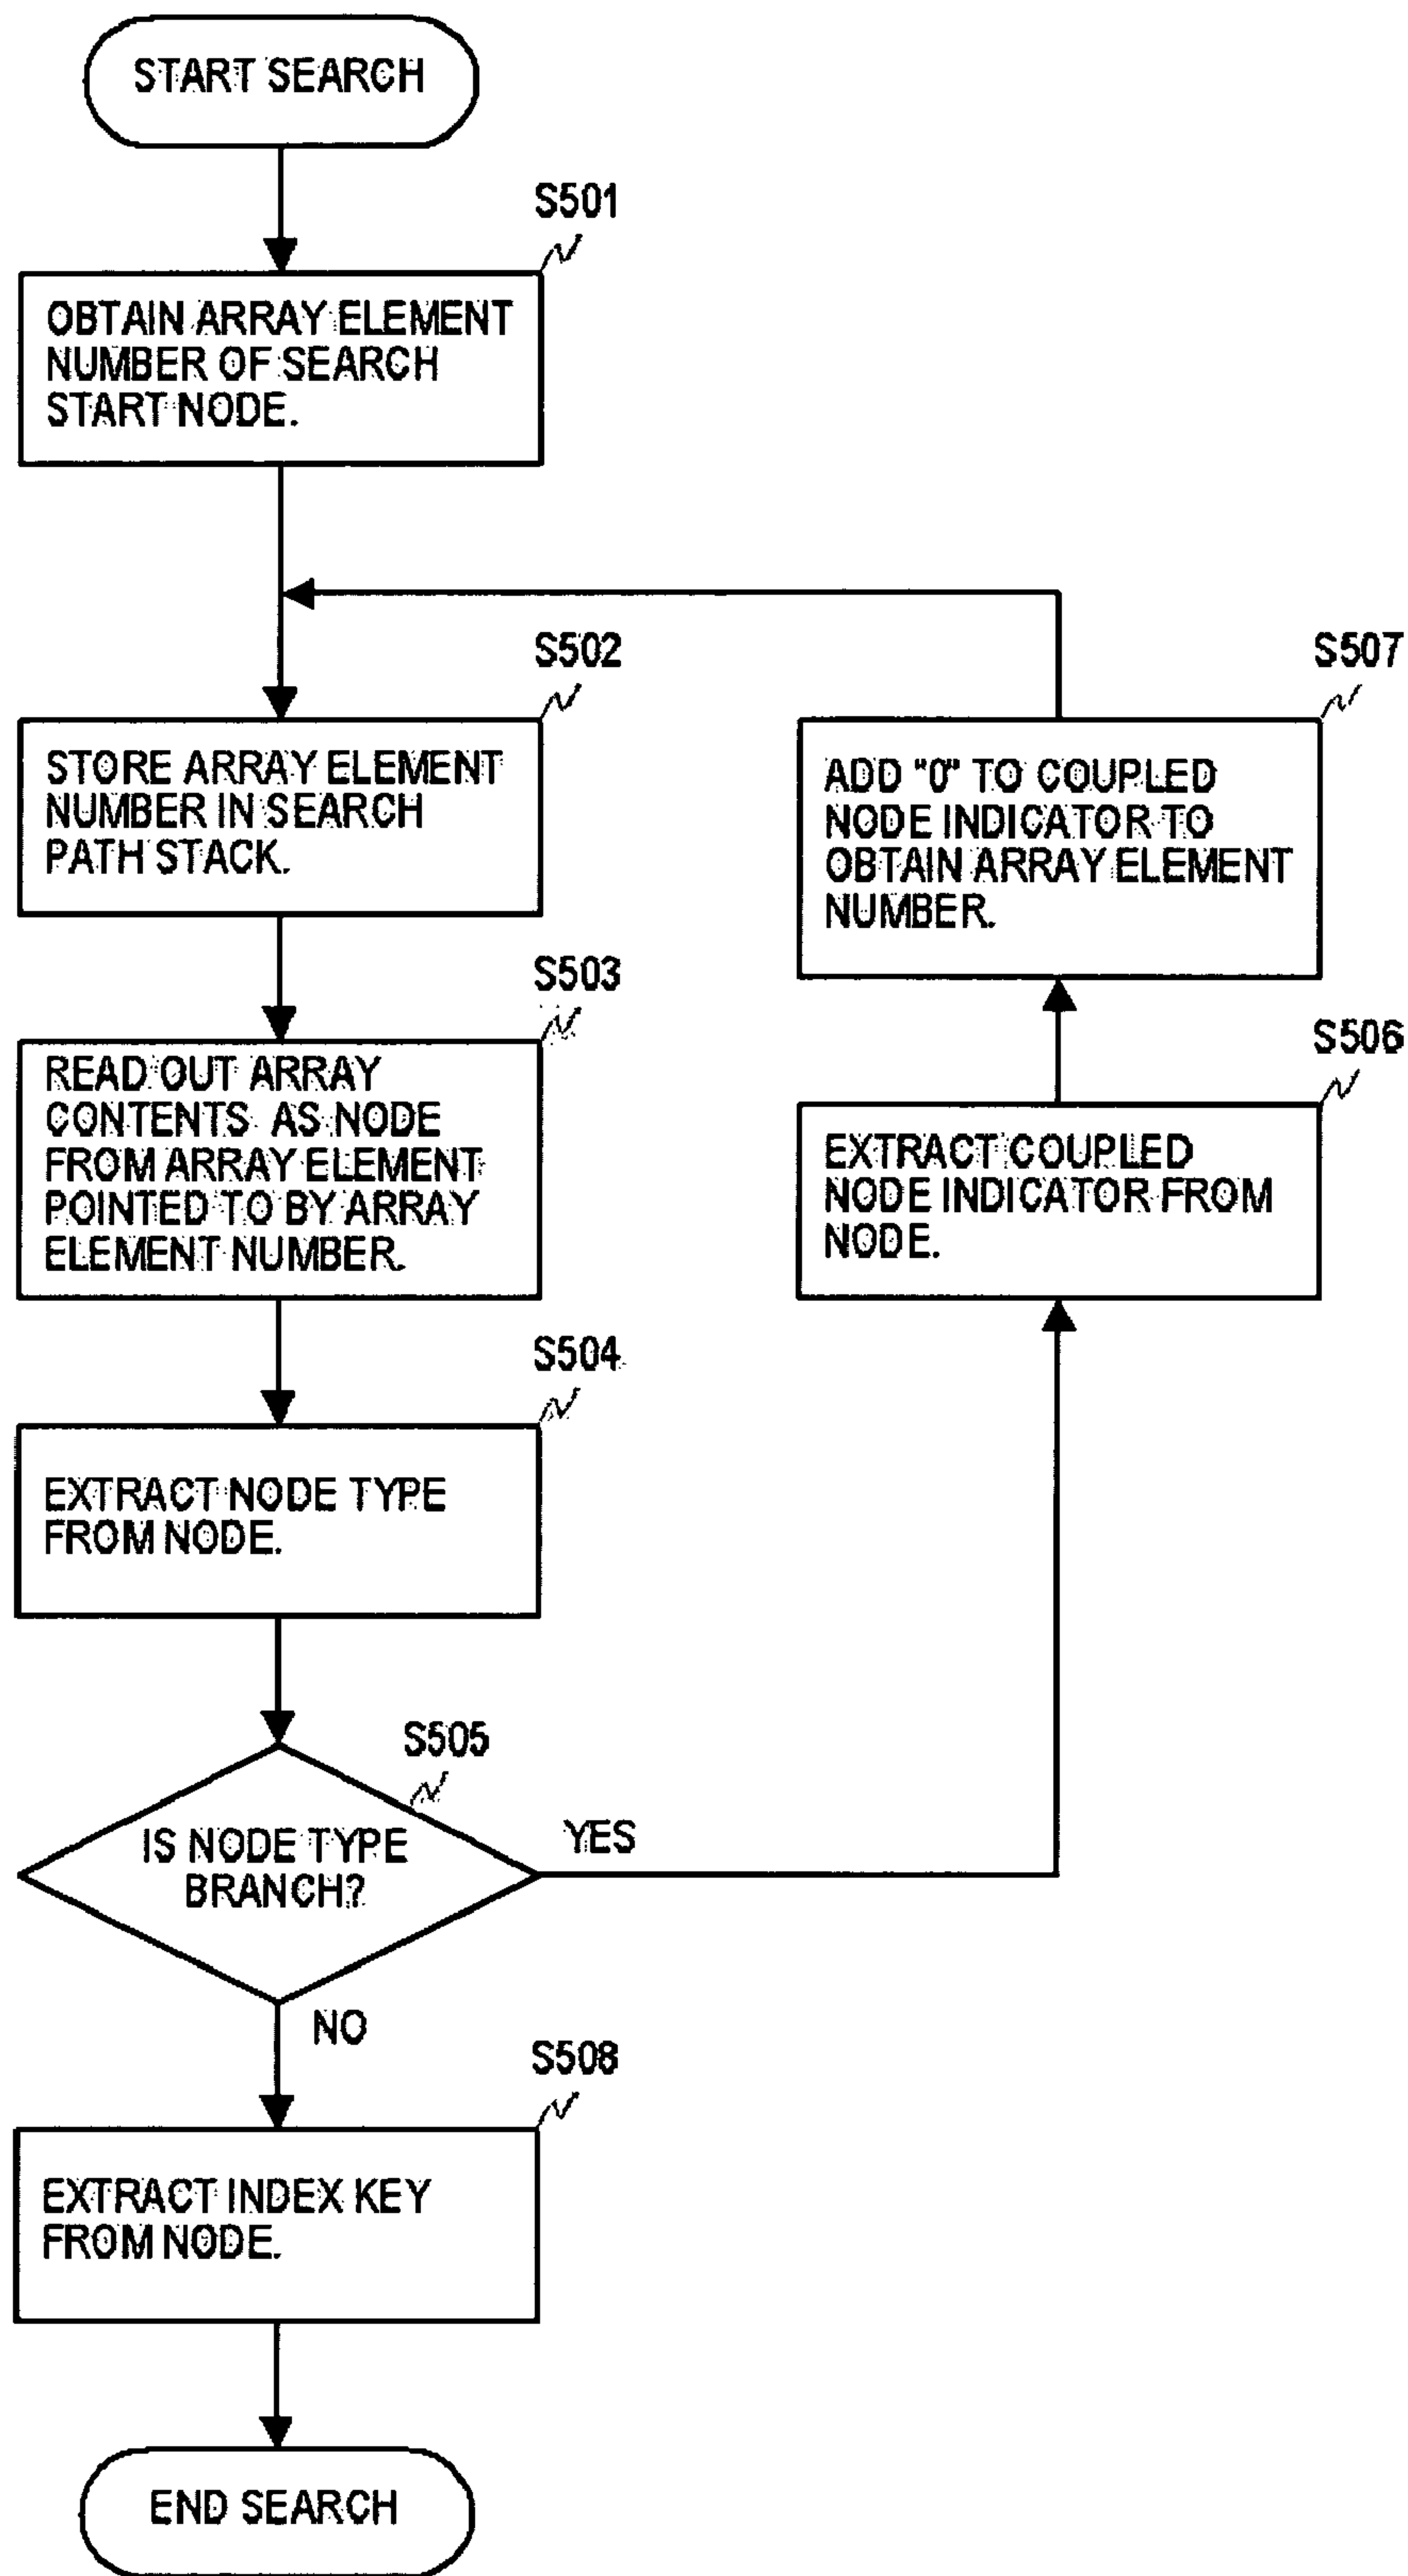 START SEARCH
S501
OBTAIN ARRAY ELEMENT
NUMBER OF SEARCH
START NODE.
S502
STORE ARRAY ELEMENT
NUMBER IN SEARCH
PATH STACK.
S503
READ OUT ARRAY
CONTENTS AS NODE
FROM ARRAY ELEMENT
POINTED TO BY ARRAY
ELEMENT NUMBER.
S504
EXTRACT NODE TYPE
FROM NODE.
S505
IS NODE TYPE
BRANCH?
YES
NO
S506
EXTRACT COUPLED
NODE INDICATOR FROM
NODE.
S507
ADD "0" TO COUPLED
NODE INDICATOR TO
OBTAIN ARRAY ELEMENT
NUMBER.
S508
EXTRACT INDEX KEY
FROM NODE.
END SEARCH